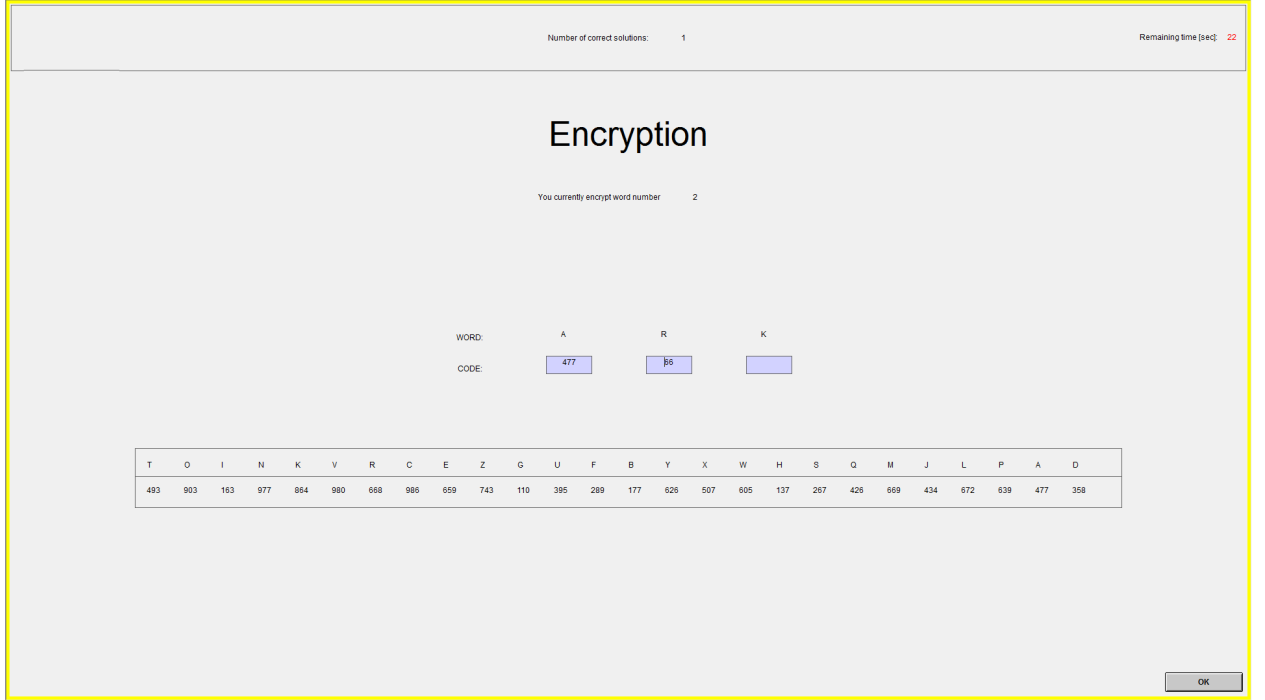 Number of correct solutions: 1 Remaining time [sec]: 22
Encryption
You currently encrypt word number 2
WORD: A R K
CODE: 477 66
T O I N K V R C E Z G U F B Y X W H S Q M J L P A D
493 903 163 977 864 980 668 986 659 743 110 395 289 177 626 507 605 137 267 426 669 434 672 639 477 358
OK